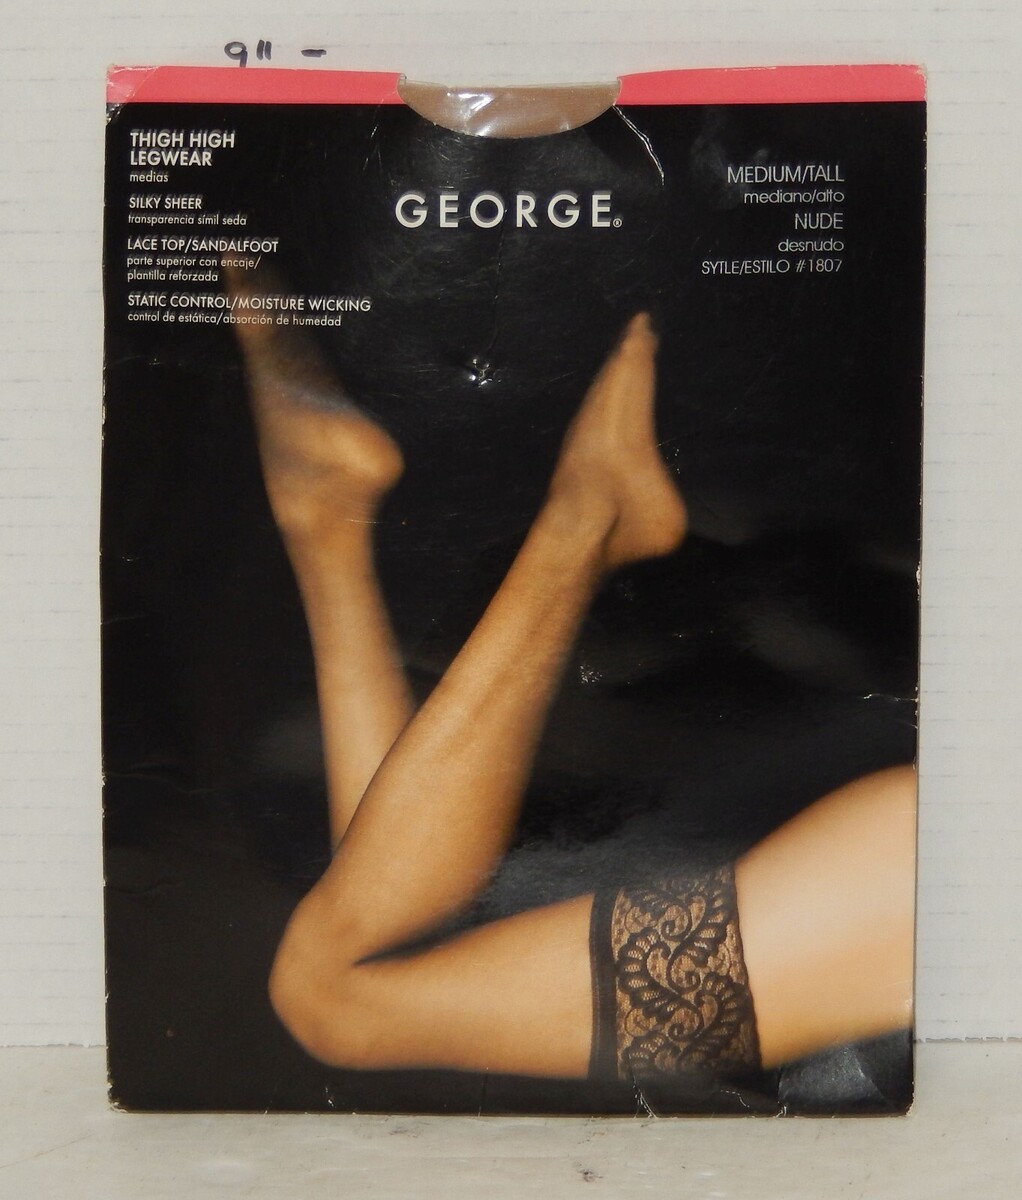 911 -
THIGH HIGH
LEGWEAR
medias
SILKY SHEER
transparencia símil seda
LACE TOP/SANDALFOOT
parte superior con encaje/
plantilla reforzada
STATIC CONTROL/MOISTURE WICKING
control de estática/absorción de humedad
GEORGE®
MEDIUM/TALL
mediano/alto
NUDE
desnudo
SYTLE/ESTILO #1807